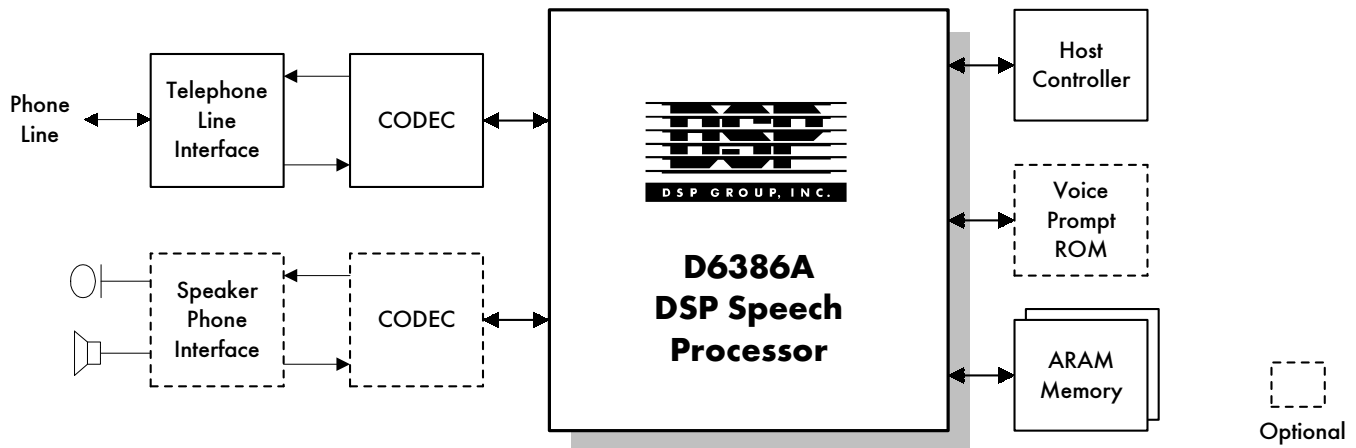 Phone
Line
Telephone
Line
Interface
CODEC
DSP
DSP GROUP, INC.
D6386A
DSP Speech
Processor
Host
Controller
Voice
Prompt
ROM
ARAM
Memory
Speaker
Phone
Interface
CODEC
Optional